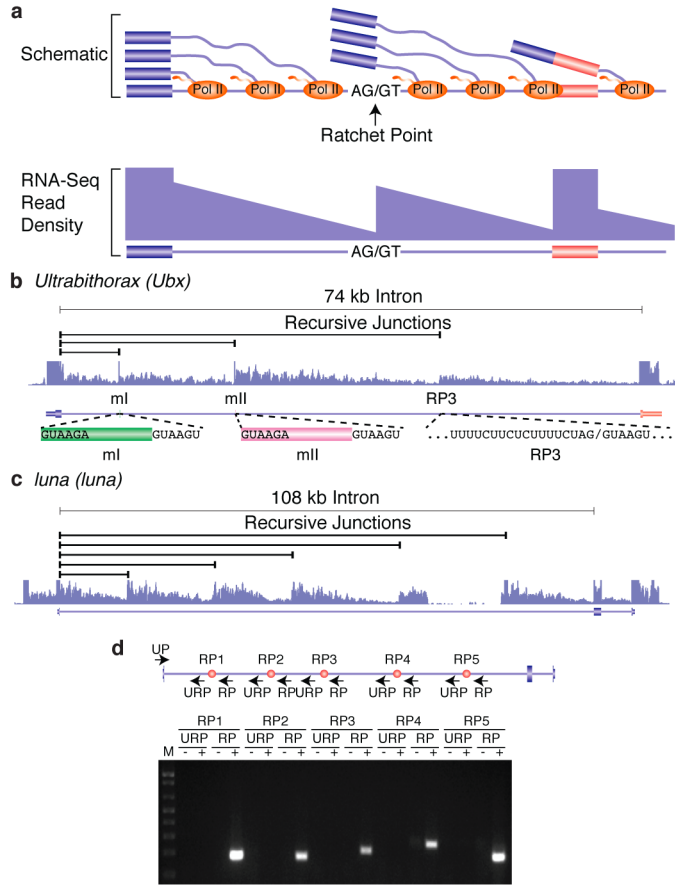 a
Schematic
Pol II Pol II Pol II AG/GT Pol II Pol II Pol II Pol II
Ratchet Point
RNA-Seq
Read
Density
AG/GT
b Ultrabithorax (Ubx)
74 kb Intron
Recursive Junctions
mI mII RP3
GUAAGA GUAAGU GUAAGA GUAAGU ...UUUUCUUCUCUUUUCUAG/GUAAGU...
mI mII RP3
c luna (luna)
108 kb Intron
Recursive Junctions
d
UP
RP1 RP2 RP3 RP4 RP5
URP RP URP RP URP RP URP RP URP RP
RP1 RP2 RP3 RP4 RP5
URP RP URP RP URP RP URP RP URP RP
M - + - + - + - + - + - + - + - + - + - +